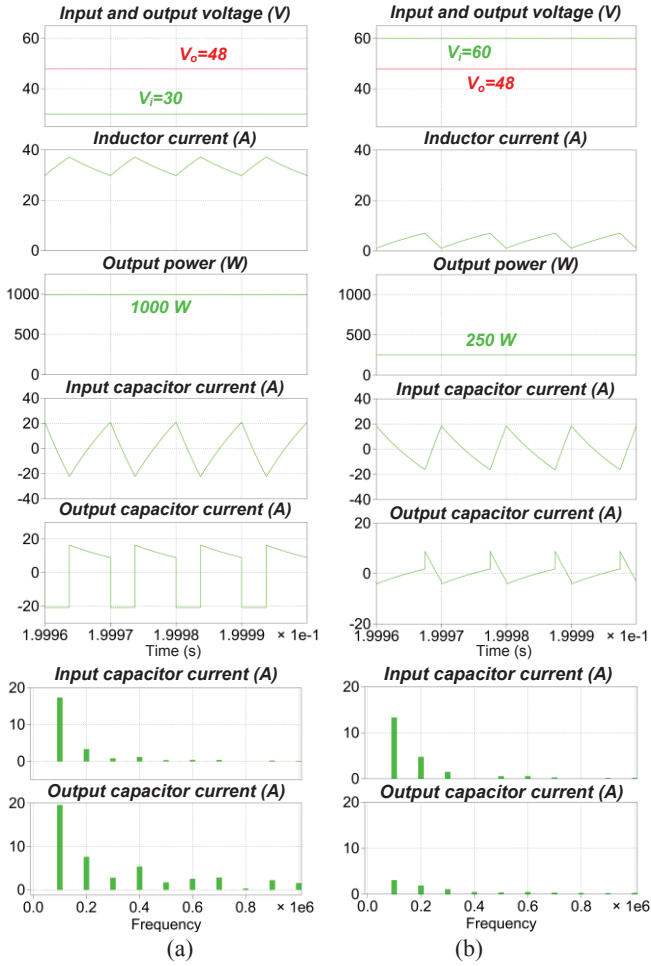 Input and output voltage (V)
60
40
Vo=48
Vi=30
Inductor current (A)
40
20
0
Output power (W)
1000
500
0
1000 W
Input capacitor current (A)
40
20
0
-20
-40
Output capacitor current (A)
20
0
-20
1.9996 1.9997 1.9998 1.9999 × 1e-1
Time (s)
Input capacitor current (A)
20
10
0
Output capacitor current (A)
20
10
0
0.0 0.2 0.4 0.6 0.8 × 1e6
Frequency
(a)
Input and output voltage (V)
60
40
Vi=60
Vo=48
Inductor current (A)
40
20
0
Output power (W)
1000
500
0
250 W
Input capacitor current (A)
40
20
0
-20
-40
Output capacitor current (A)
20
0
-20
1.9996 1.9997 1.9998 1.9999 × 1e-1
Time (s)
Input capacitor current (A)
20
10
0
Output capacitor current (A)
20
10
0
0.0 0.2 0.4 0.6 0.8 × 1e6
Frequency
(b)